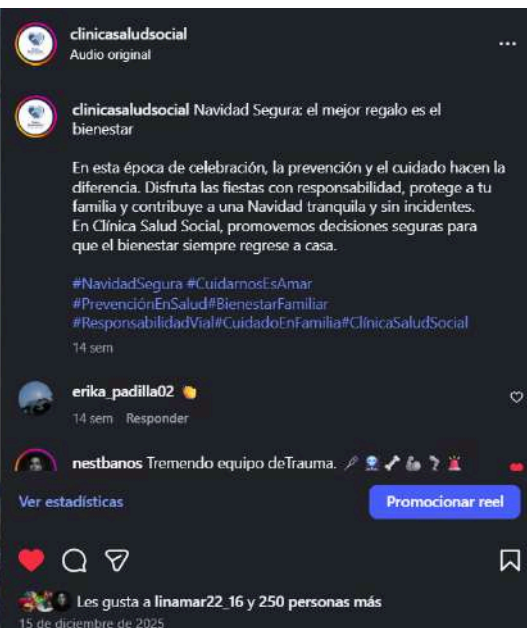 clinicasaludsocial
Audio original
clinicasaludsocial Navidad Segura: el mejor regalo es el
bienestar
En esta época de celebración, la prevención y el cuidado hacen la
diferencia. Disfruta las fiestas con responsabilidad, protege a tu
familia y contribuye a una Navidad tranquila y sin incidentes.
En Clínica Salud Social, promovemos decisiones seguras para
que el bienestar siempre regrese a casa.
#NavidadSegura #CuidarnosEsAmar
#PrevenciónEnSalud#BienestarFamiliar
#ResponsabilidadVial#CuidadoEnFamilia#ClínicaSaludSocial
14 sem
erika_padilla02 👏
14 sem Responder
nestbanos Tremendo equipo deTrauma.
Ver estadísticas
Promocionar reel
Les gusta a linamar22_16 y 250 personas más
15 de diciembre de 2025